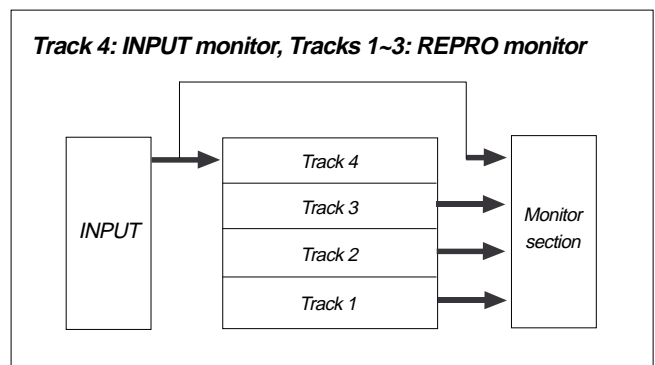 Track 4: INPUT monitor, Tracks 1~3: REPRO monitor
Track 4
Track 3
INPUT
Track 2
Monitor
section
Track 1